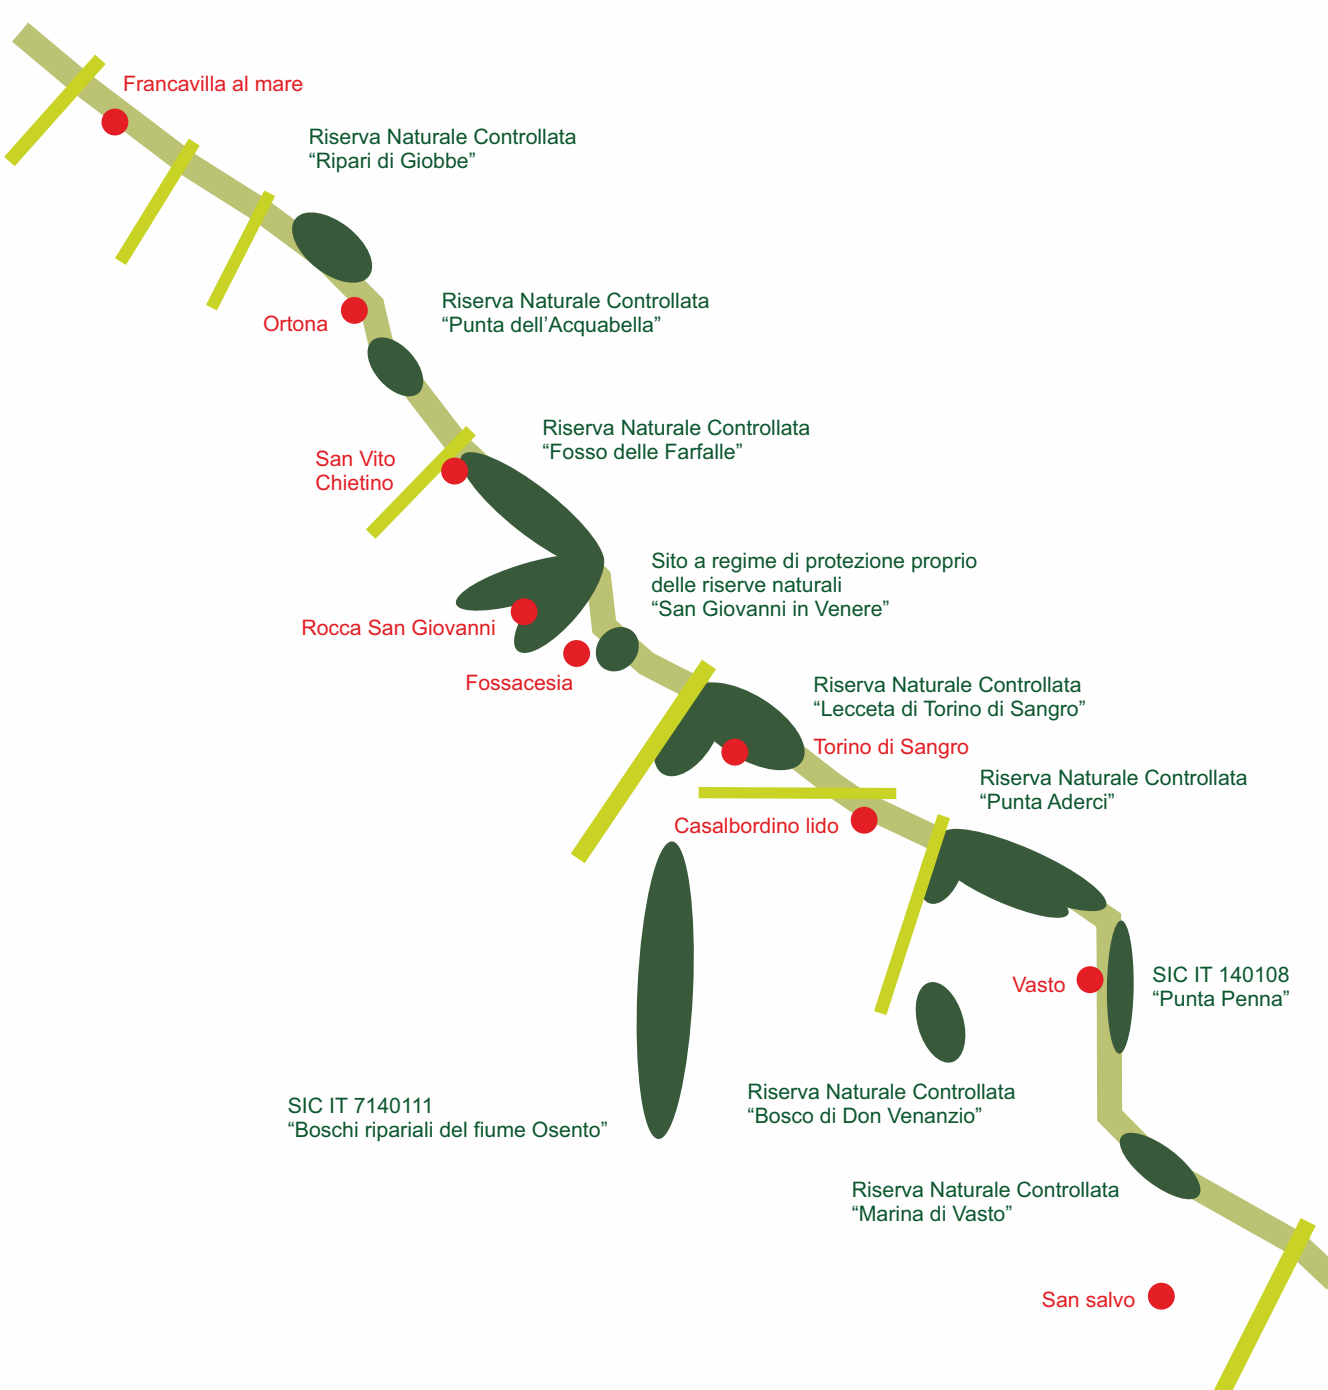 Francavilla al mare
Riserva Naturale Controllata
“Ripari di Giobbe”
Riserva Naturale Controllata
“Punta dell’Acquabella”
Ortona
Riserva Naturale Controllata
“Fosso delle Farfalle”
San Vito
Chietino
Sito a regime di protezione proprio
delle riserve naturali
“San Giovanni in Venere”
Rocca San Giovanni
Fossacesia
Riserva Naturale Controllata
“Lecceta di Torino di Sangro”
Torino di Sangro
Riserva Naturale Controllata
“Punta Aderci”
Casalbordino lido
Vasto
SIC IT 140108
“Punta Penna”
Riserva Naturale Controllata
“Bosco di Don Venanzio”
SIC IT 7140111
“Boschi ripariali del fiume Osento”
Riserva Naturale Controllata
“Marina di Vasto”
San salvo